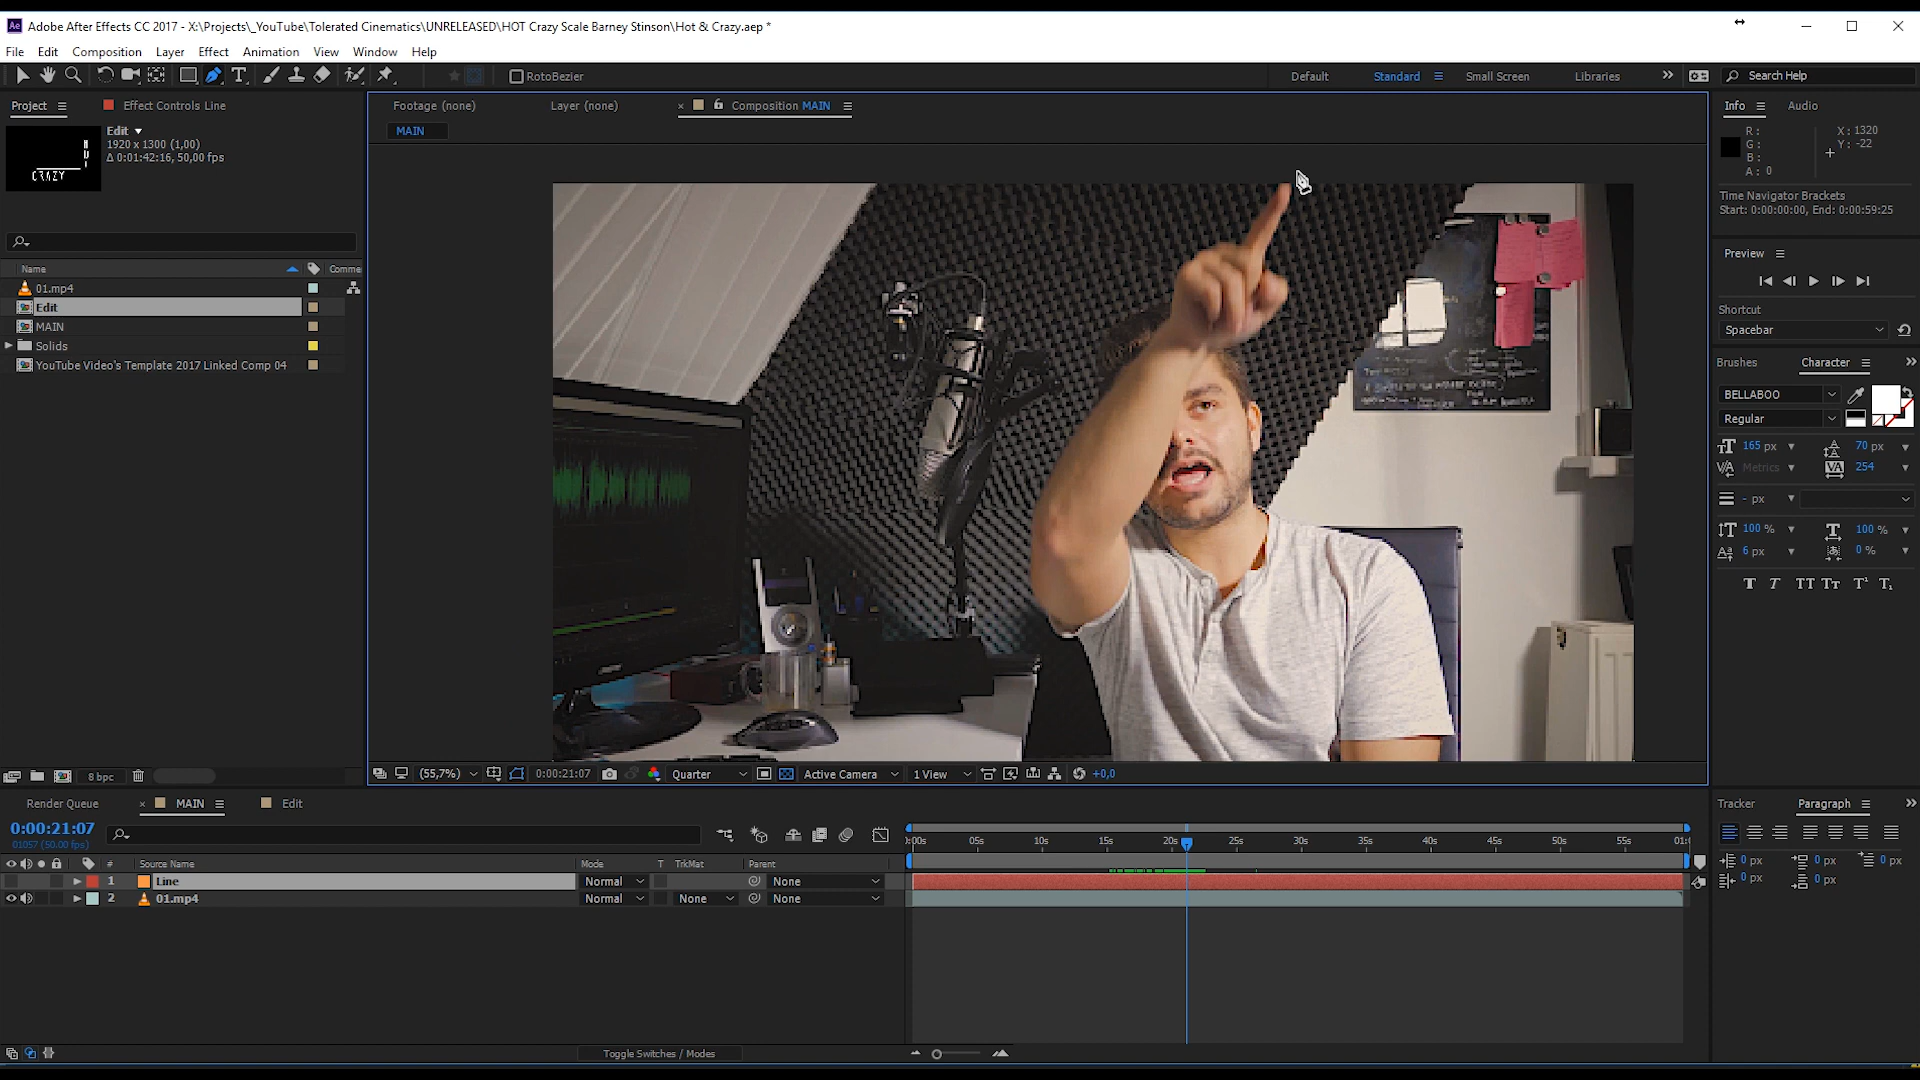 Adobe After Effects CC 2017 - X:\Projects\_YouTube\Tolerated Cinematics\UNRELEASED\HOT Crazy Scale Barney Stinson\Hot & Crazy.aep *
File Edit Composition Layer Effect Animation View Window Help
RotoBezier
Default Standard Small Screen Libraries
Search Help
Project
Effect Controls Line
Footage (none)
Layer (none)
Composition MAIN
Info
Audio
Edit
1920 x 1300 (1,00)
Δ 0:01:42:16, 50,00 fps
CRAZY
MAIN
R :
G :
B :
A : 0
X : 1320
Y : -22
Time Navigator Brackets
Start: 0:00:00:00, End: 0:00:59:25
Preview
Name
Comme
01.mp4
Edit
MAIN
Solids
YouTube Video's Template 2017 Linked Comp 04
Shortcut
Spacebar
Brushes
Character
BELLABOO
Regular
165 px
70 px
Metrics
254
- px
100 %
100 %
6 px
0 %
8 bpc
(55,7%)
0:00:21:07
Quarter
Active Camera
1 View
+0,0
Render Queue
MAIN
Edit
Tracker
Paragraph
0:00:21:07
01057 (50.00 fps)
):00s 05s 10s 15s 20s 25s 30s 35s 40s 45s 50s 55s 01:(
# Source Name Mode T TrkMat Parent
1 Line Normal None
2 01.mp4 Normal None None
0 px
0 px
0 px
0 px
0 px
Toggle Switches / Modes